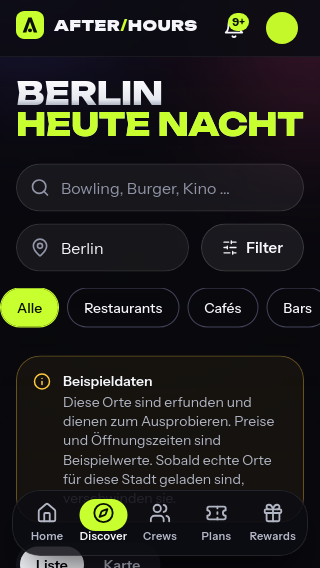 AFTER/HOURS
9+
BERLIN
HEUTE NACHT
Bowling, Burger, Kino ...
Berlin
Filter
Alle
Restaurants
Cafés
Bars
Beispieldaten
Diese Orte sind erfunden und
dienen zum Ausprobieren. Preise
und Öffnungszeiten sind
Beispielwerte. Sobald echte Orte
für diese Stadt geladen sind,
verschwinden sie.
Home
Discover
Crews
Plans
Rewards
Liste
Karte